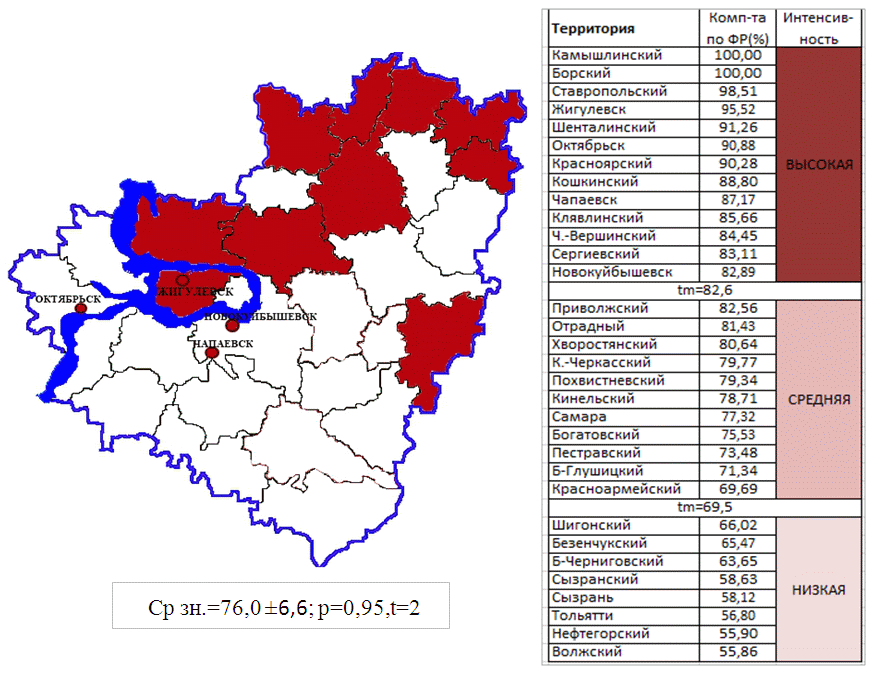 ОКТЯБРЬСК
ЖИГУЛЕВСК
НОВОКУЙБЫШЕВСК
ЧАПАЕВСК
Ср зн.=76,0 ±6,6; р=0,95,t=2
Территория Комп-та по ФР(%) Интенсив-ность
Камышлинский 100,00
Борский 100,00
Ставропольский 98,51
Жигулевск 95,52
Шенталинский 91,26
Октябрьск 90,88
Красноярский 90,28
ВЫСОКАЯ
Кошкинский 88,80
Чапаевск 87,17
Клявлинский 85,66
Ч.-Вершинский 84,45
Сергиевский 83,11
Новокуйбышевск 82,89
tm=82,6
Приволжский 82,56
Отрадный 81,43
Хворостянский 80,64
К.-Черкасский 79,77
Похвистневский 79,34
Кинельский 78,71
СРЕДНЯЯ
Самара 77,32
Богатовский 75,53
Пестравский 73,48
Б-Глушицкий 71,34
Красноармейский 69,69
tm=69,5
Шигонский 66,02
Безенчукский 65,47
Б-Черниговский 63,65
Сызранский 58,63
НИЗКАЯ
Сызрань 58,12
Тольятти 56,80
Нефтегорский 55,90
Волжский 55,86